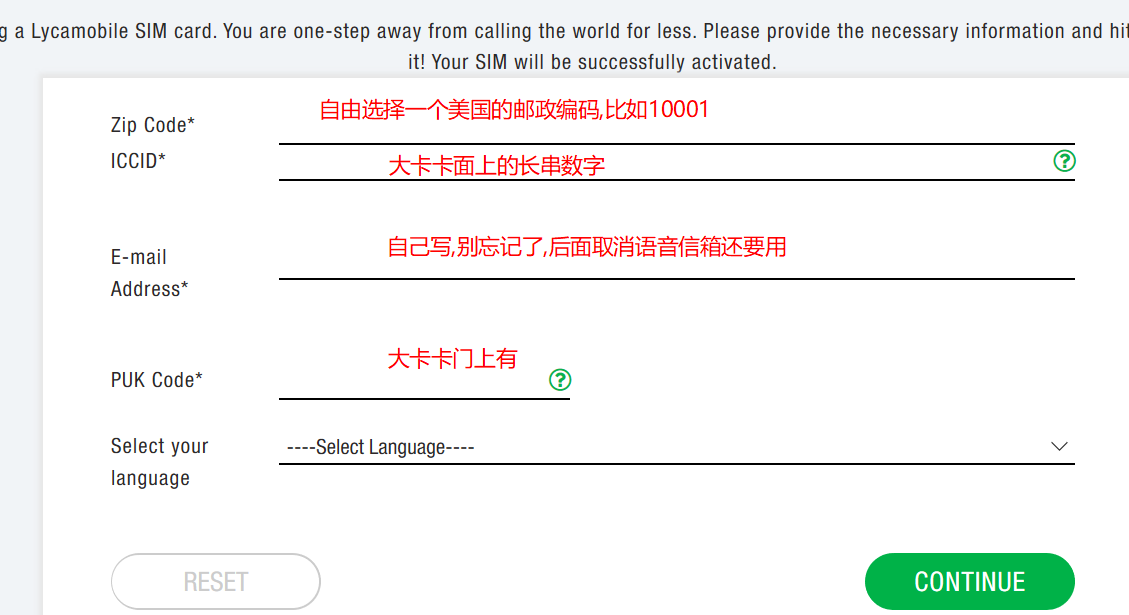 g a Lycamobile SIM card. You are one-step away from calling the world for less. Please provide the necessary information and hit
it! Your SIM will be successfully activated.
自由选择一个美国的邮政编码,比如10001
Zip Code*
ICCID*
大卡卡面上的长串数字
自己写,别忘记了,后面取消语音信箱还要用
E-mail
Address*
大卡卡门上有
PUK Code*
Select your
language
----Select Language----
RESET
CONTINUE